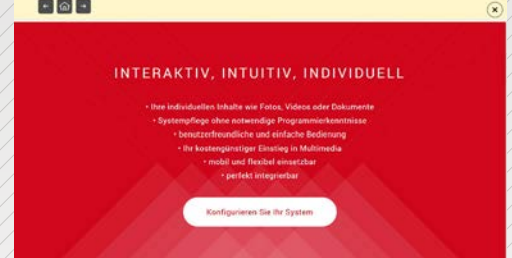 INTERAKTIV, INTUITIV, INDIVIDUELL
• Ihre individuellen Inhalte wie Fotos, Videos oder Dokumente
• Systempflege ohne notwendige Programmierkenntnisse
• benutzerfreundliche und einfache Bedienung
• Ihr kostengünstiger Einstieg in Multimedia
• mobil und flexibel einsetzbar
• perfekt integrierbar
Konfigurieren Sie Ihr System